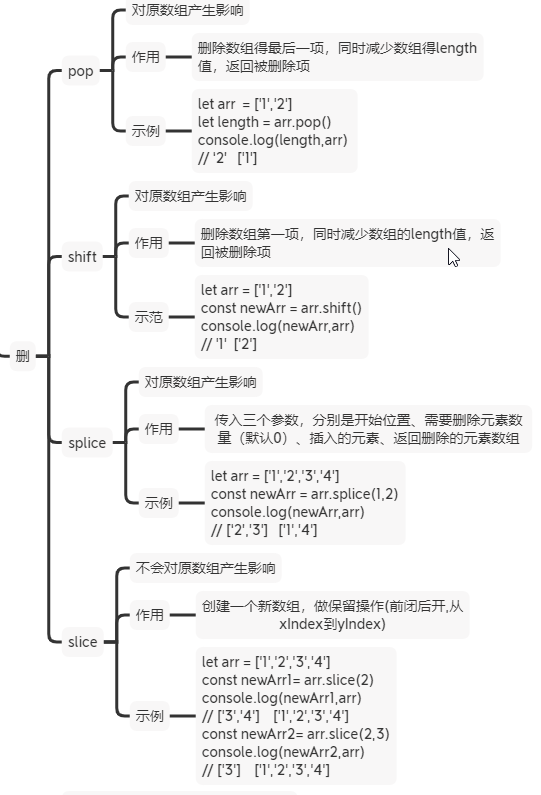 删
pop
对原数组产生影响
作用
删除数组得最后一项，同时减少数组得length
值，返回被删除项
示例
let arr = ['1','2']
let length = arr.pop()
console.log(length,arr)
// '2' ['1']
shift
对原数组产生影响
作用
删除数组第一项，同时减少数组的length值，返
回被删除项
示范
let arr = ['1','2']
const newArr = arr.shift()
console.log(newArr,arr)
// '1' ['2']
splice
对原数组产生影响
作用
传入三个参数，分别是开始位置、需要删除元素数
量（默认0）、插入的元素、返回删除的元素数组
示例
let arr = ['1','2','3','4']
const newArr = arr.splice(1,2)
console.log(newArr,arr)
// ['2','3'] ['1','4']
slice
不会对原数组产生影响
作用
创建一个新数组，做保留操作(前闭后开,从
xIndex到yIndex)
示例
let arr = ['1','2','3','4']
const newArr1= arr.slice(2)
console.log(newArr1,arr)
// ['3','4'] ['1','2','3','4']
const newArr2= arr.slice(2,3)
console.log(newArr2,arr)
// ['3'] ['1','2','3','4']